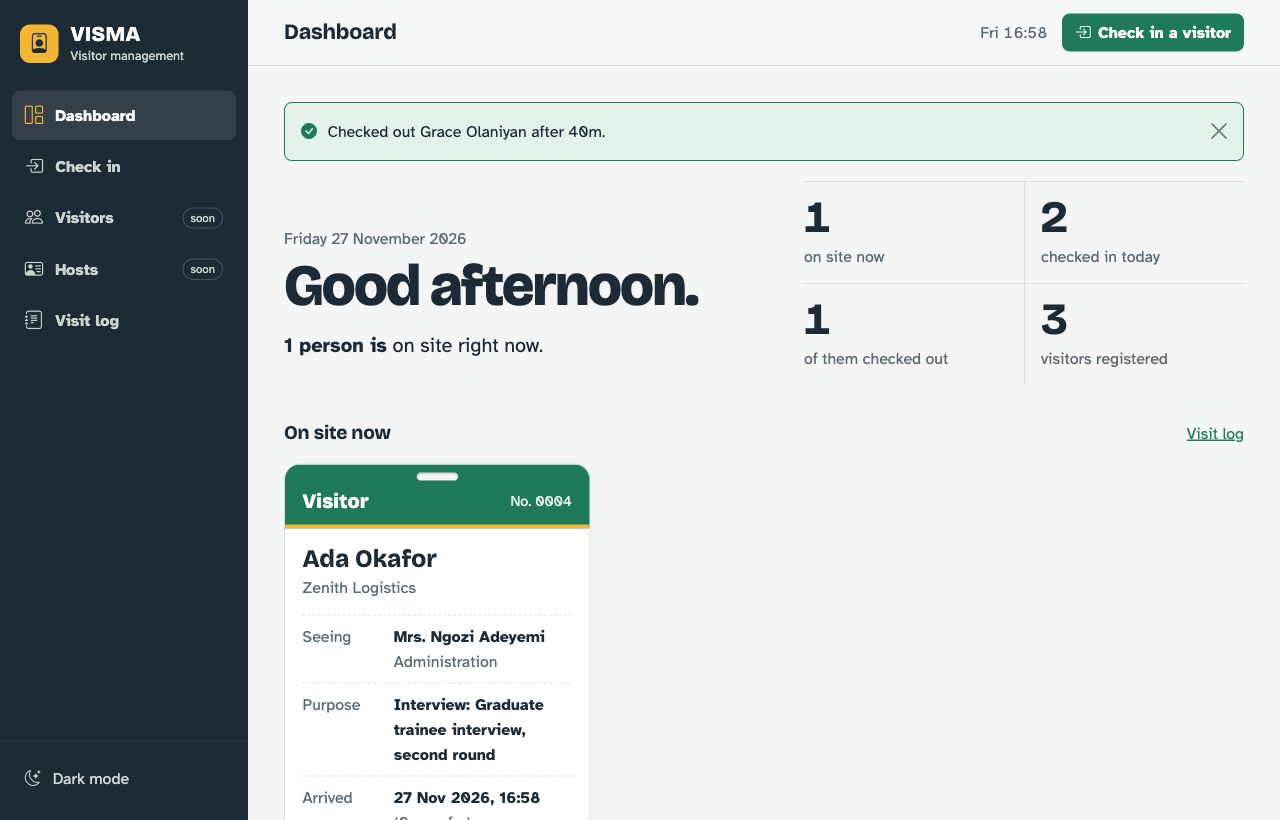 VISMA
Visitor management
Dashboard
Check in
Visitors soon
Hosts soon
Visit log
Dark mode
Dashboard
Fri 16:58
Check in a visitor
Checked out Grace Olaniyan after 40m.
Friday 27 November 2026
Good afternoon.
1 person is on site right now.
1
on site now
2
checked in today
1
of them checked out
3
visitors registered
On site now
Visit log
Visitor
No. 0004
Ada Okafor
Zenith Logistics
Seeing
Mrs. Ngozi Adeyemi
Administration
Purpose
Interview: Graduate
trainee interview,
second round
Arrived
27 Nov 2026, 16:58